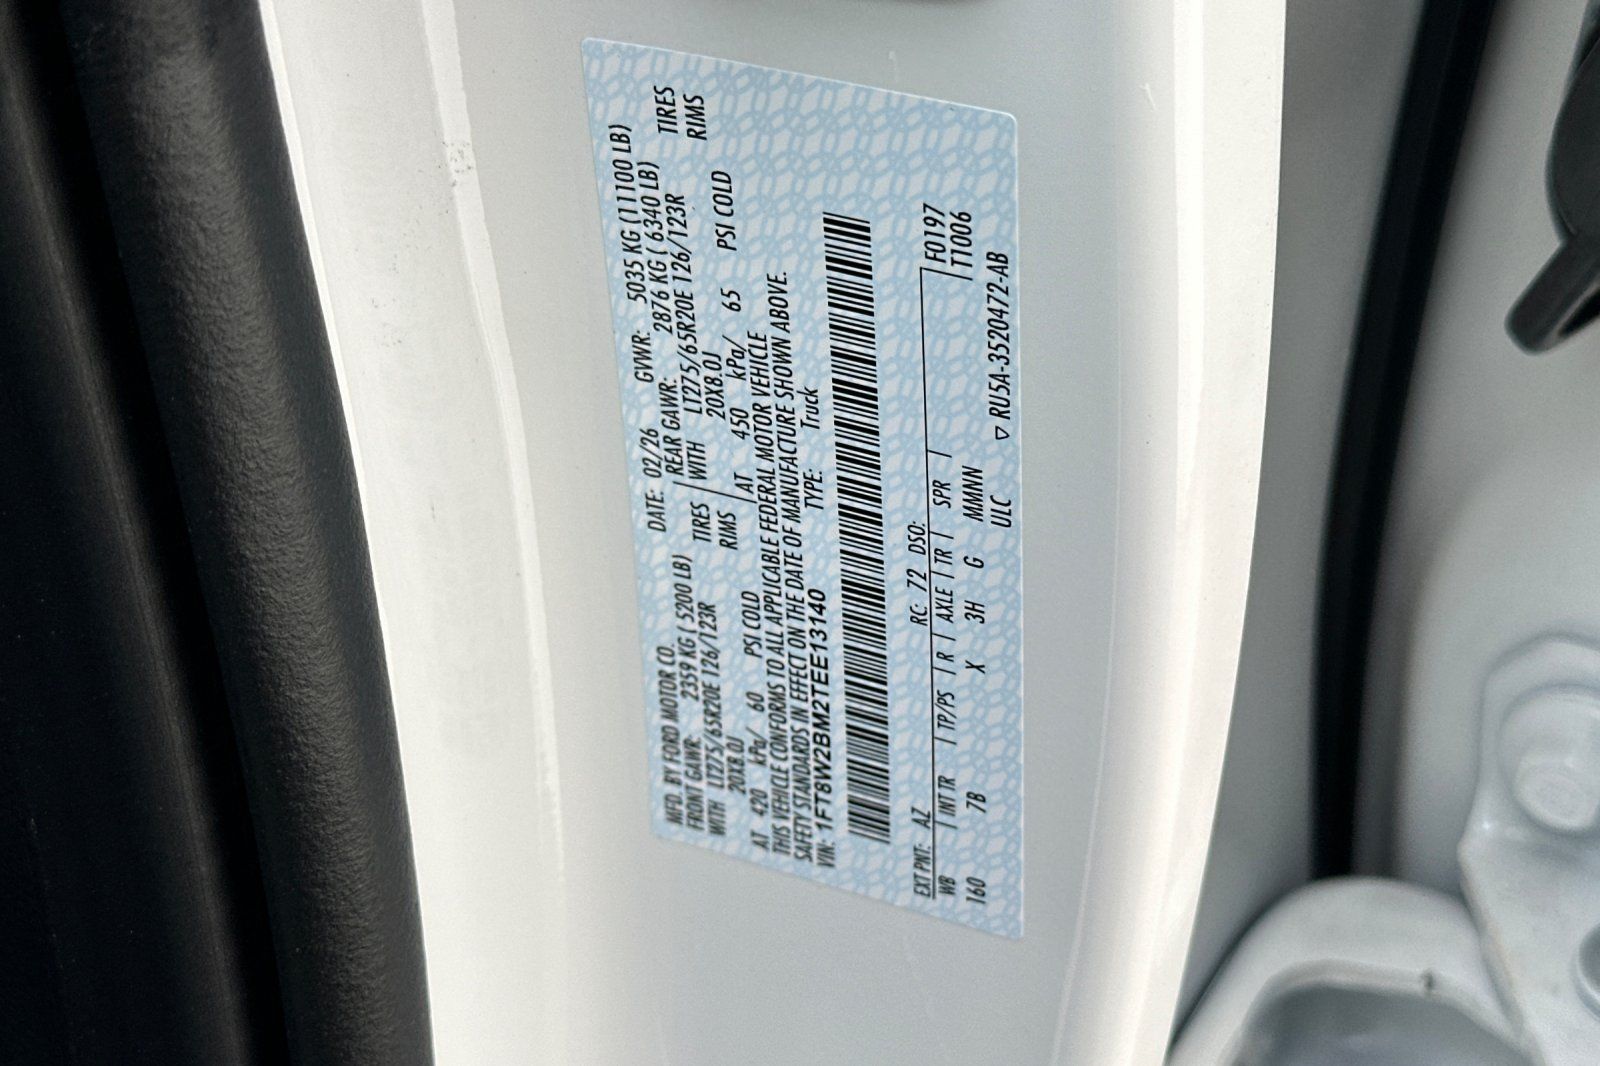 MFD. BY FORD MOTOR CO.
DATE: 02/26 GVWR: 5035 KG (11100 LB)
FRONT GAWR: 2359 KG ( 5200 LB) REAR GAWR: 2876 KG ( 6340 LB)
WITH LT275/65R20E 126/123R TIRES WITH LT275/65R20E 126/123R TIRES
20X8.0J RIMS 20X8.0J RIMS
AT 420 kPa/ 60 PSI COLD AT 450 kPa/ 65 PSI COLD
THIS VEHICLE CONFORMS TO ALL APPLICABLE FEDERAL MOTOR VEHICLE
SAFETY STANDARDS IN EFFECT ON THE DATE OF MANUFACTURE SHOWN ABOVE.
VIN: 1FT8W2BM2TEE13140 TYPE: Truck
F0197
T1006
EXT PNT: AZ RC: 72 DSO:
WB | INT TR | TP/PS | R | AXLE | TR | SPR |
160 7B X 3H G MMNNN
ULC ▽ RU5A-3520472-AB